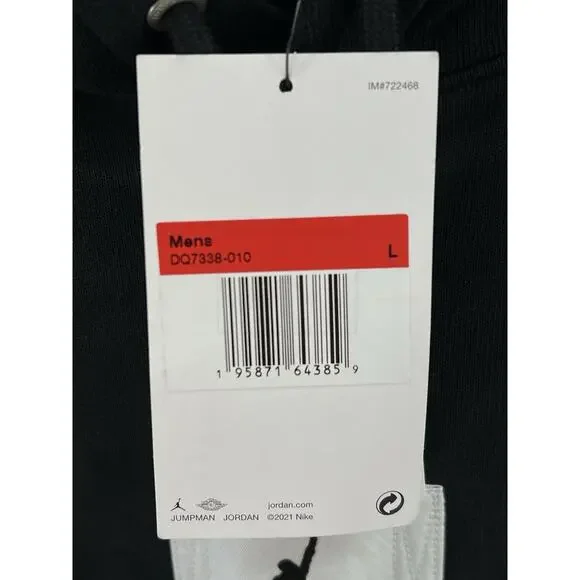 IM#722468
Mens
DQ7338-010
L
1 95871 64385 9
jordan.com
JUMPMAN JORDAN ©2021 Nike